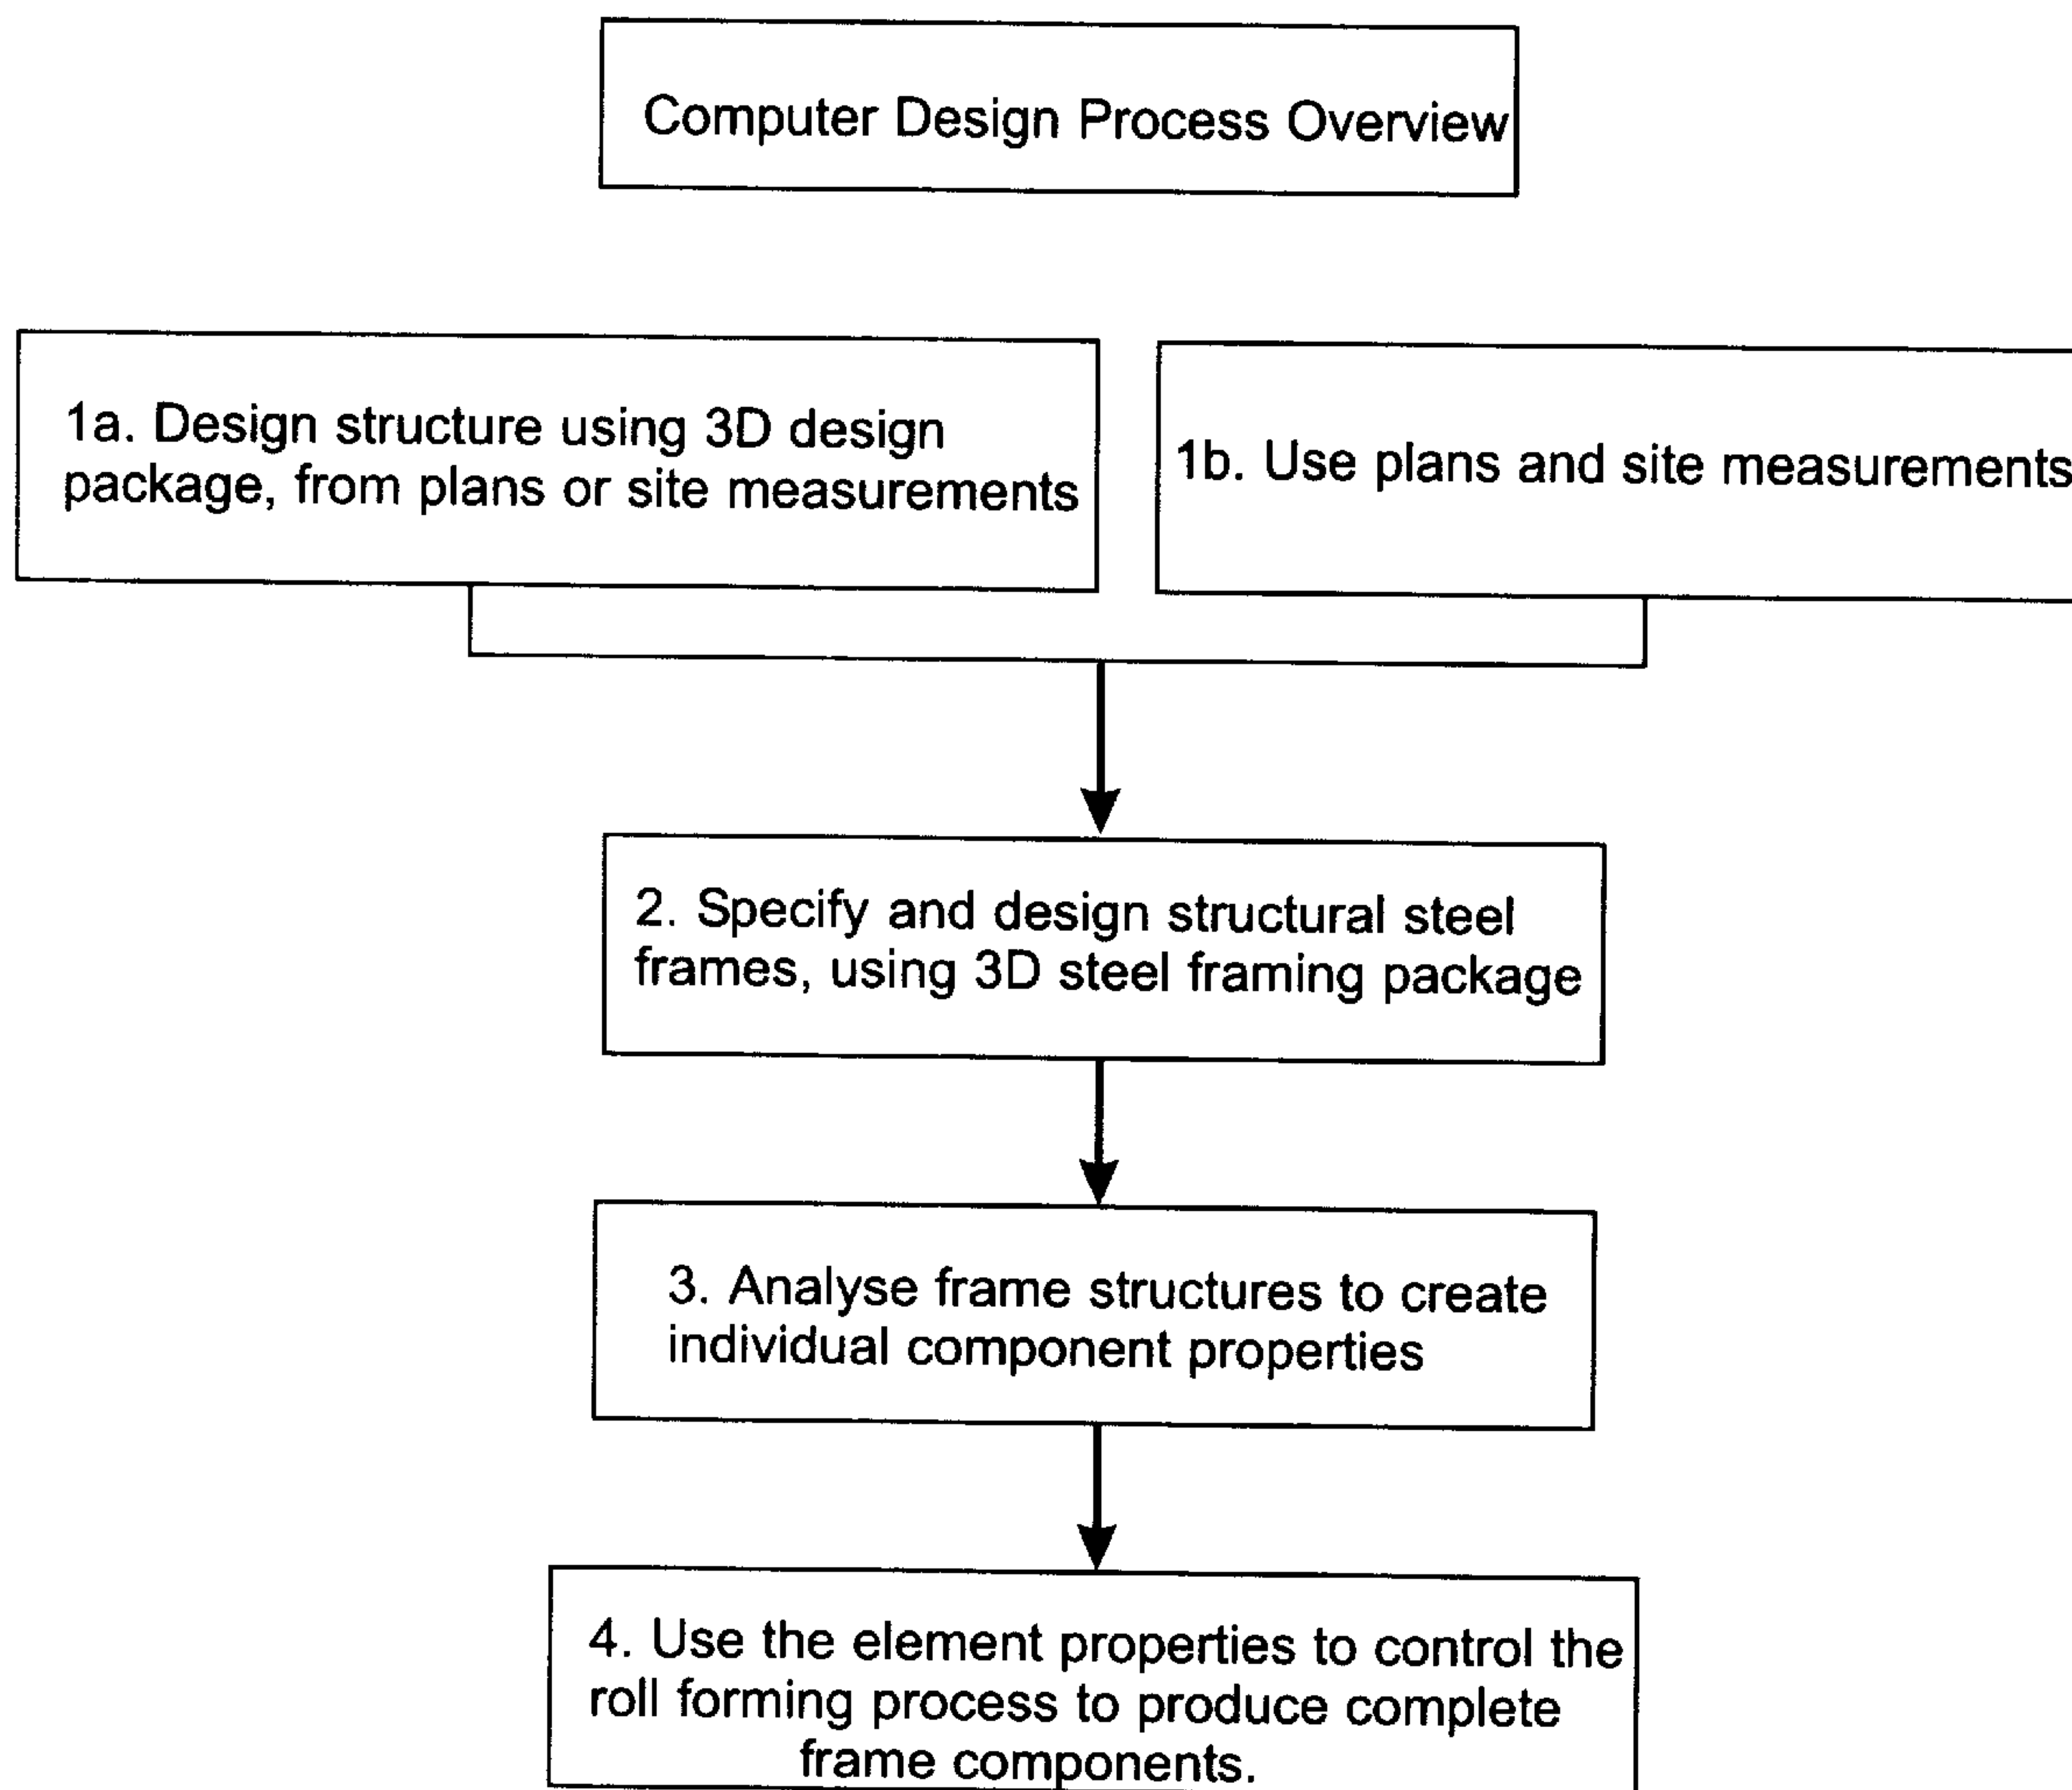 Computer Design Process Overview
1a. Design structure using 3D design
package, from plans or site measurements
1b. Use plans and site measurements
2. Specify and design structural steel
frames, using 3D steel framing package
3. Analyse frame structures to create
individual component properties
4. Use the element properties to control the
roll forming process to produce complete
frame components.